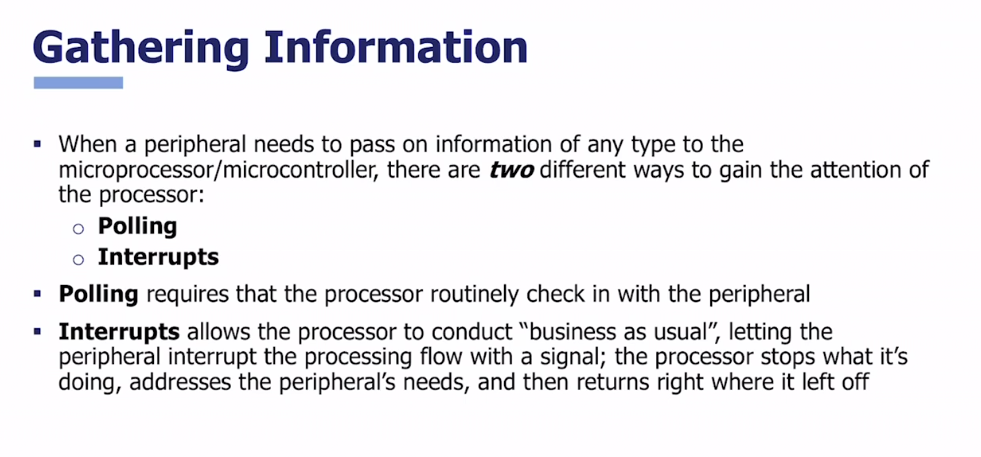 Gathering Information
▪ When a peripheral needs to pass on information of any type to the
microprocessor/microcontroller, there are two different ways to gain the attention of
the processor:
○ Polling
○ Interrupts
▪ Polling requires that the processor routinely check in with the peripheral
▪ Interrupts allows the processor to conduct “business as usual”, letting the
peripheral interrupt the processing flow with a signal; the processor stops what it’s
doing, addresses the peripheral’s needs, and then returns right where it left off